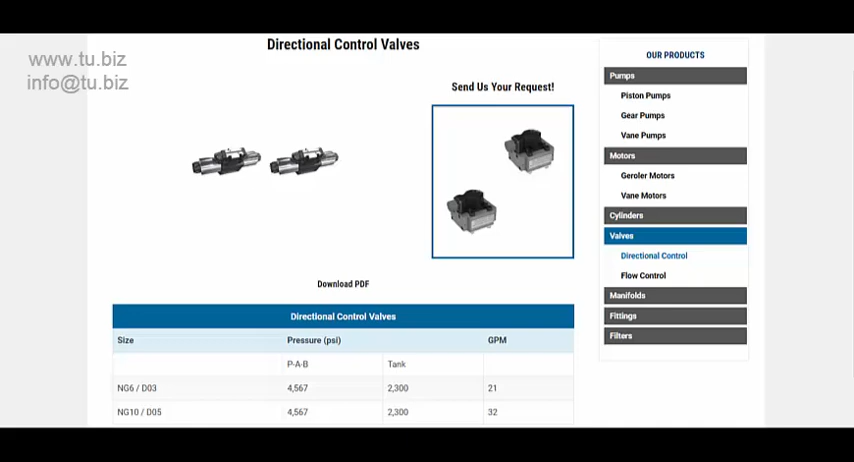 Directional Control Valves
www.tu.biz
info@tu.biz
Send Us Your Request!
Download PDF
Directional Control Valves
Size Pressure (psi) GPM
P-A-B Tank
NG6 / D03 4,567 2,300 21
NG10 / D05 4,567 2,300 32
OUR PRODUCTS
Pumps
Piston Pumps
Gear Pumps
Vane Pumps
Motors
Geroler Motors
Vane Motors
Cylinders
Valves
Directional Control
Flow Control
Manifolds
Fittings
Filters